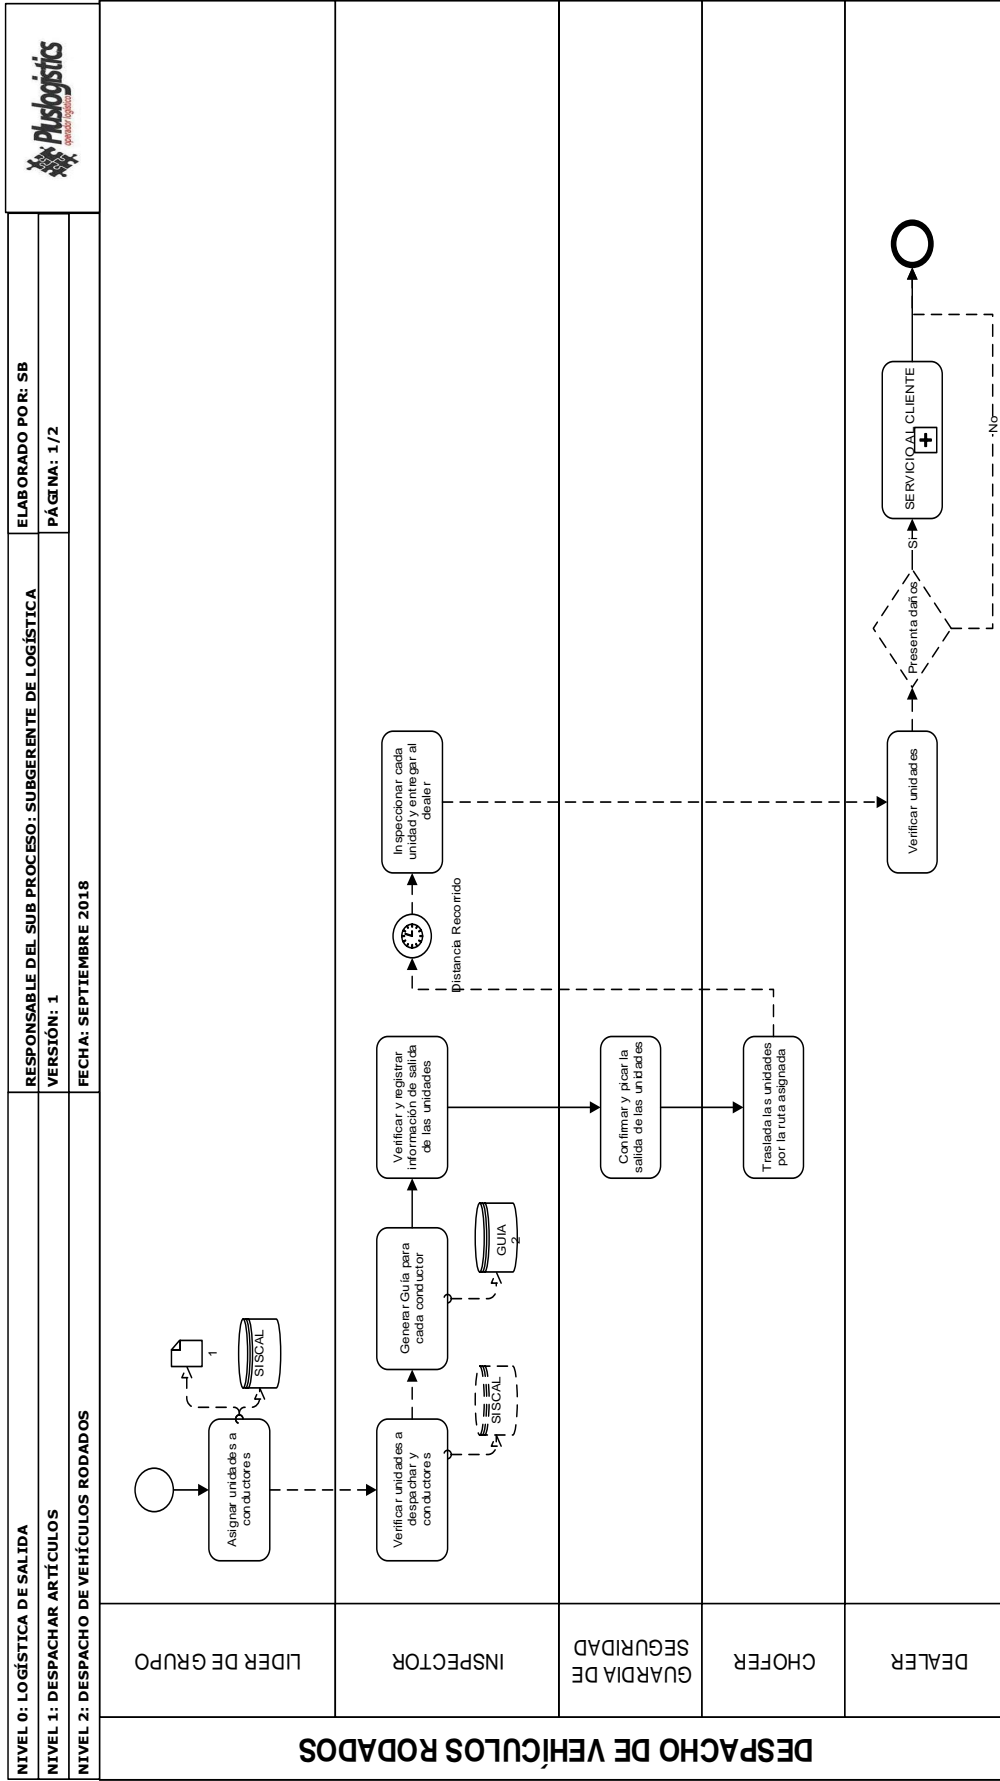 NIVEL 0: LOGÍSTICA DE SALIDA
RESPONSABLE DEL SUB PROCESO: SUBGERENTE DE LOGÍSTICA
ELABORADO POR: SB
NIVEL 1: DESPACHAR ARTÍCULOS
VERSIÓN: 1
PÁGINA: 1/2
NIVEL 2: DESPACHO DE VEHÍCULOS RODADOS
FECHA: SEPTIEMBRE 2018
Pluslogistics
operador logístico
DESPACHO DE VEHÍCULOS RODADOS
LIDER DE GRUPO
Asignar unidades a
conductores
1
SISCAL
INSPECTOR
Verificar unidades a
despachar y
conductores
SISCAL
Generar Guía para
cada conductor
GUIA
2
Verificar y registrar
información de salida
de las unidades
Distancia Recorrido
Inspeccionar cada
unidad y entregar al
dealer
GUARDIA DE
SEGURIDAD
Confirmar y picar la
salida de las unidades
CHOFER
Traslada las unidades
por la ruta asignada
DEALER
Verificar unidades
Presenta daños
Si
SERVICIO AL CLIENTE
No